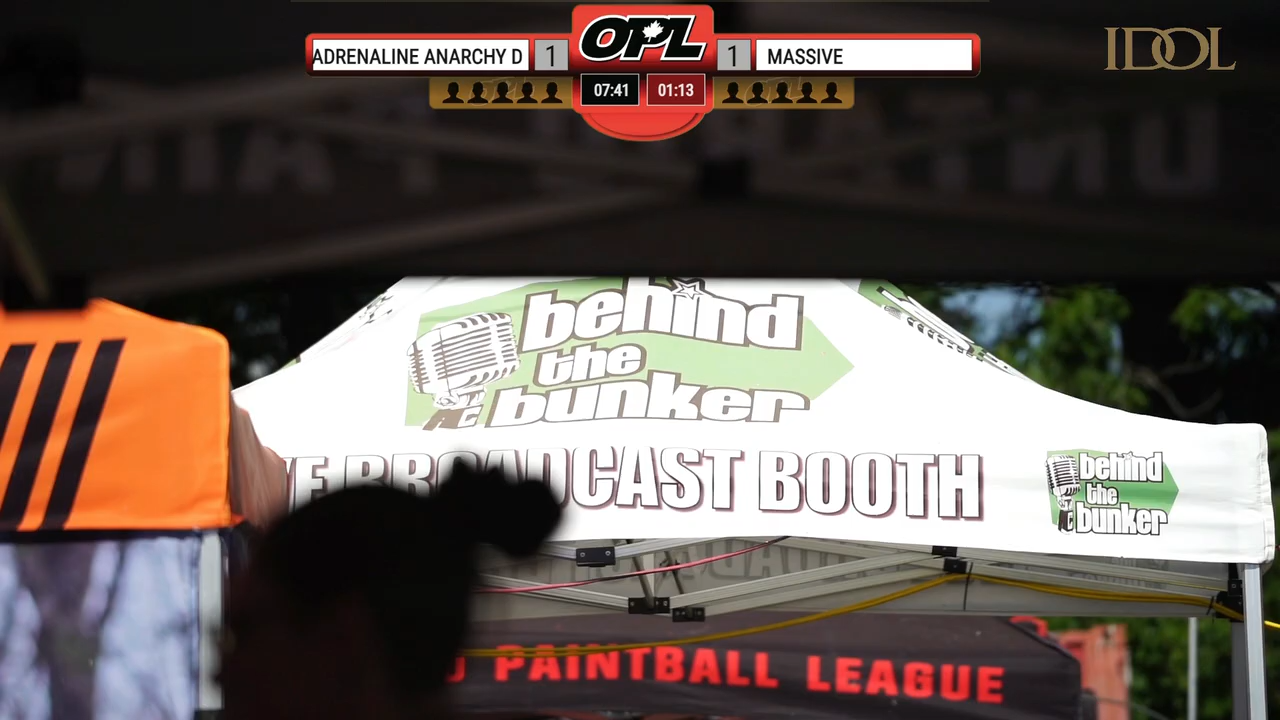 ADRENALINE ANARCHY D 1 OPL 1 MASSIVE
07:41 01:13
IDOL
behind
the
bunker
BROADCAST BOOTH
behind
the
bunker
PAINTBALL LEAGUE